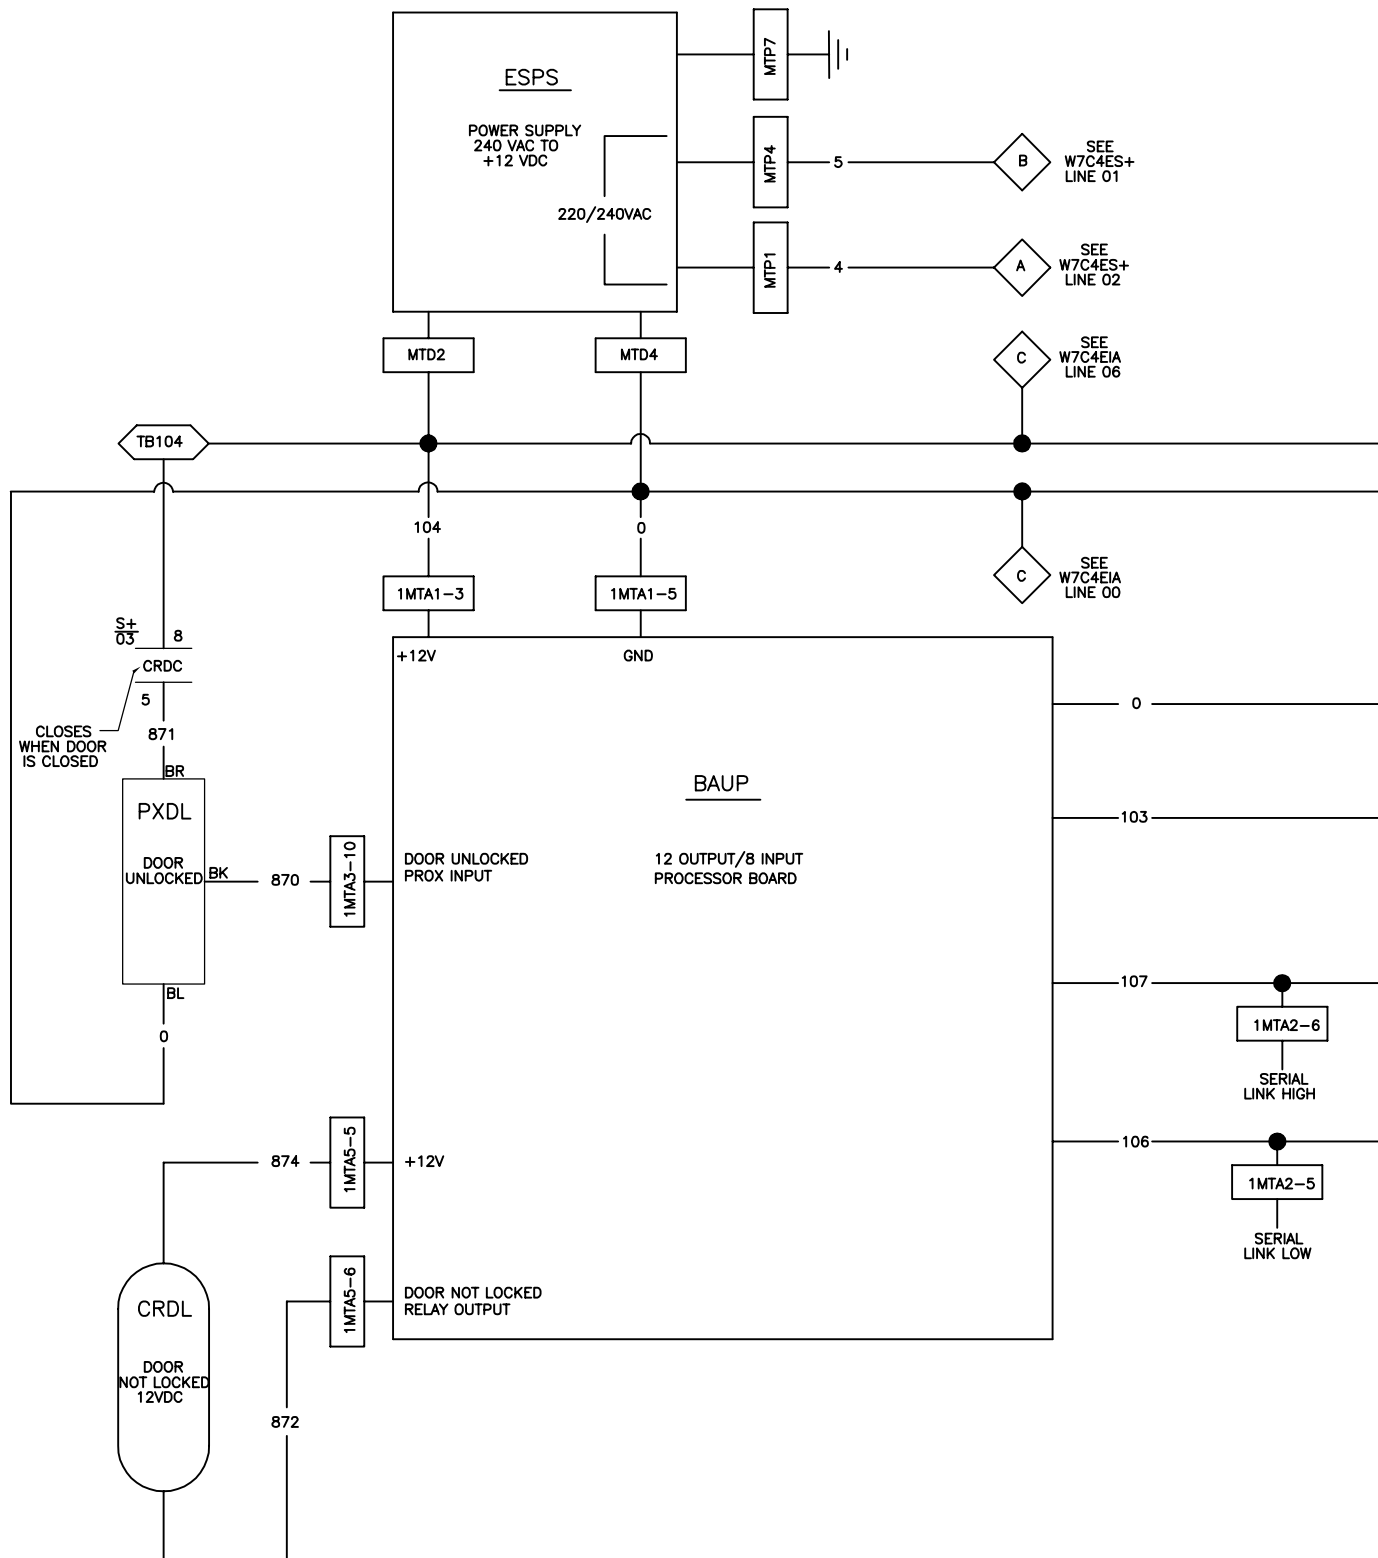 ESPS
POWER SUPPLY
240 VAC TO
+12 VDC
220/240VAC
MTP7
MTP4
5
B
SEE
W7C4ES+
LINE 01
MTP1
4
A
SEE
W7C4ES+
LINE 02
MTD2
MTD4
C
SEE
W7C4EIA
LINE 06
TB104
104
0
1MTA1-3
1MTA1-5
C
SEE
W7C4EIA
LINE 00
S+
03
8
CRDC
5
CLOSES
WHEN DOOR
IS CLOSED
871
BR
PXDL
DOOR
UNLOCKED
BK
870
1MTA3-10
BL
0
+12V
GND
BAUP
12 OUTPUT/8 INPUT
PROCESSOR BOARD
DOOR UNLOCKED
PROX INPUT
0
103
107
1MTA2-6
SERIAL
LINK HIGH
106
1MTA2-5
SERIAL
LINK LOW
874
1MTA5-5
+12V
1MTA5-6
DOOR NOT LOCKED
RELAY OUTPUT
CRDL
DOOR
NOT LOCKED
12VDC
872